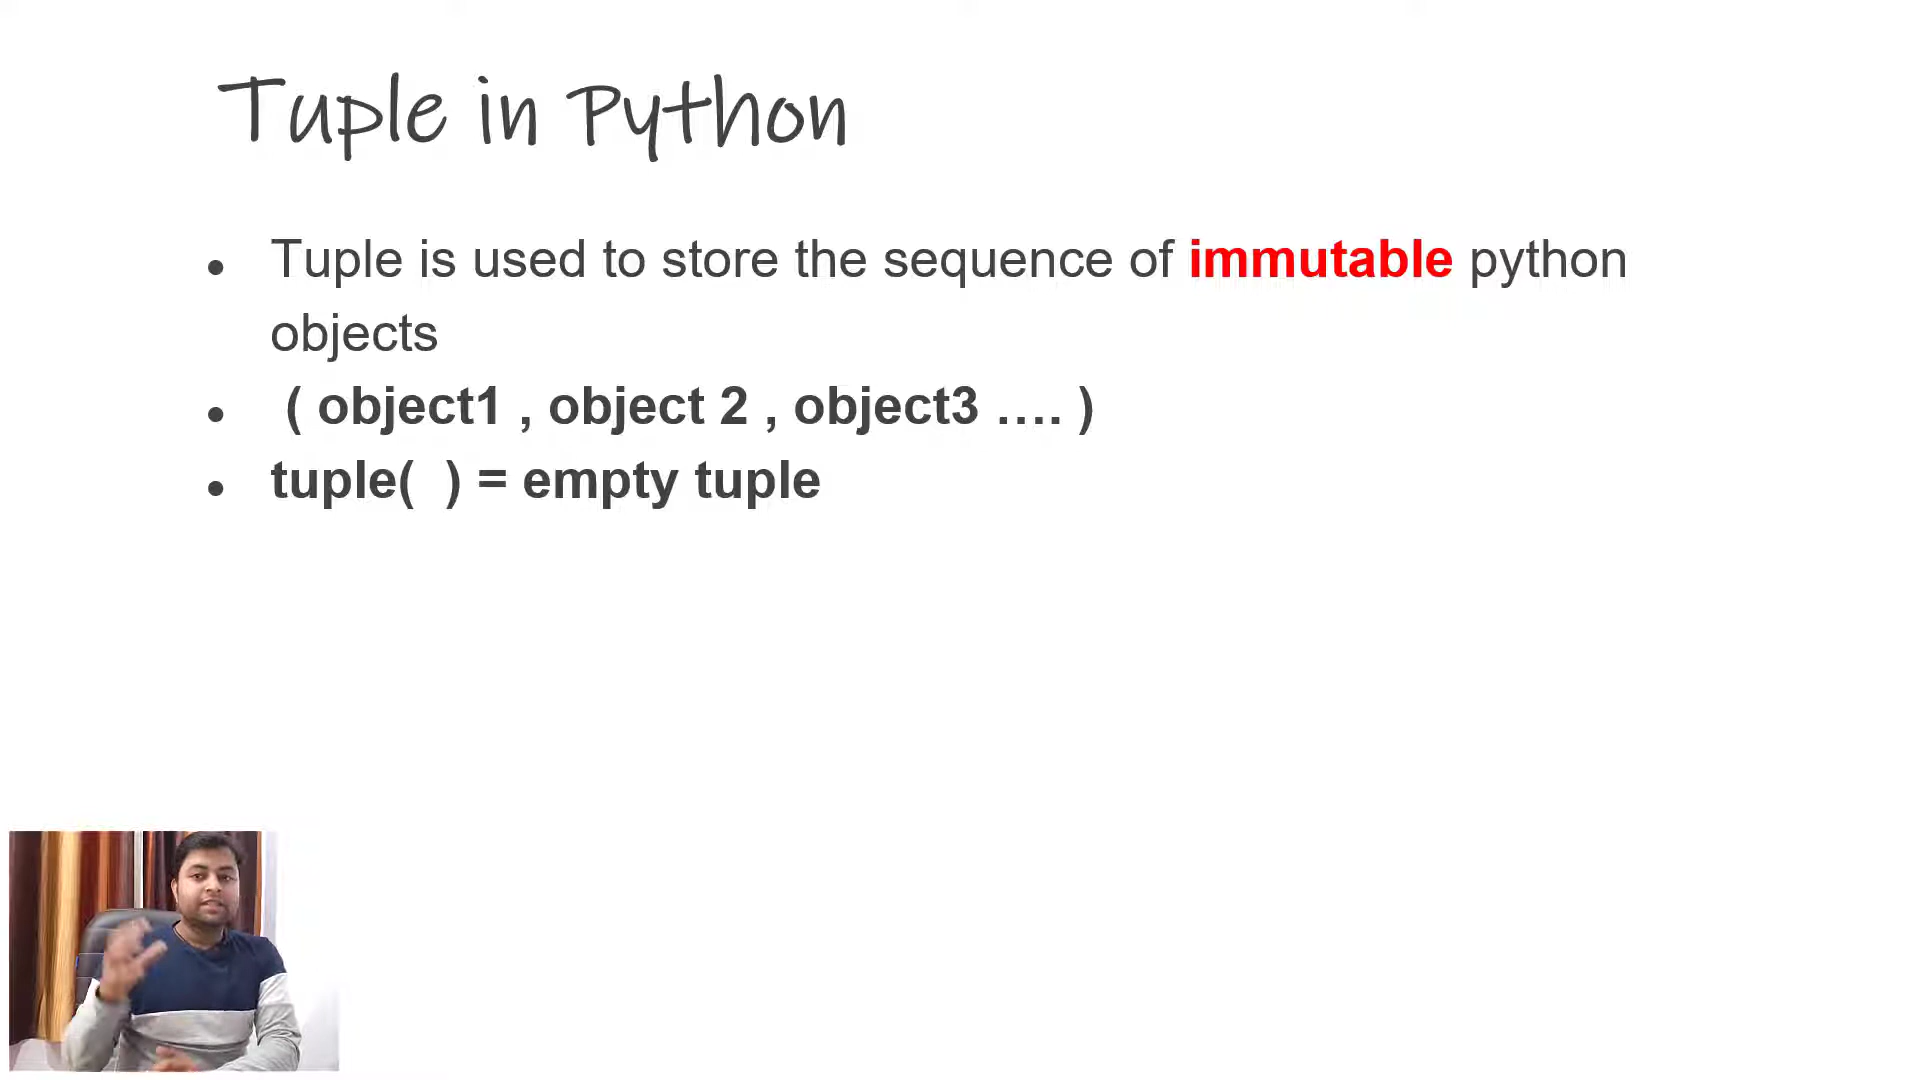 Tuple in Python
Tuple is used to store the sequence of immutable python
objects
( object1 , object 2 , object3 .... )
tuple( ) = empty tuple